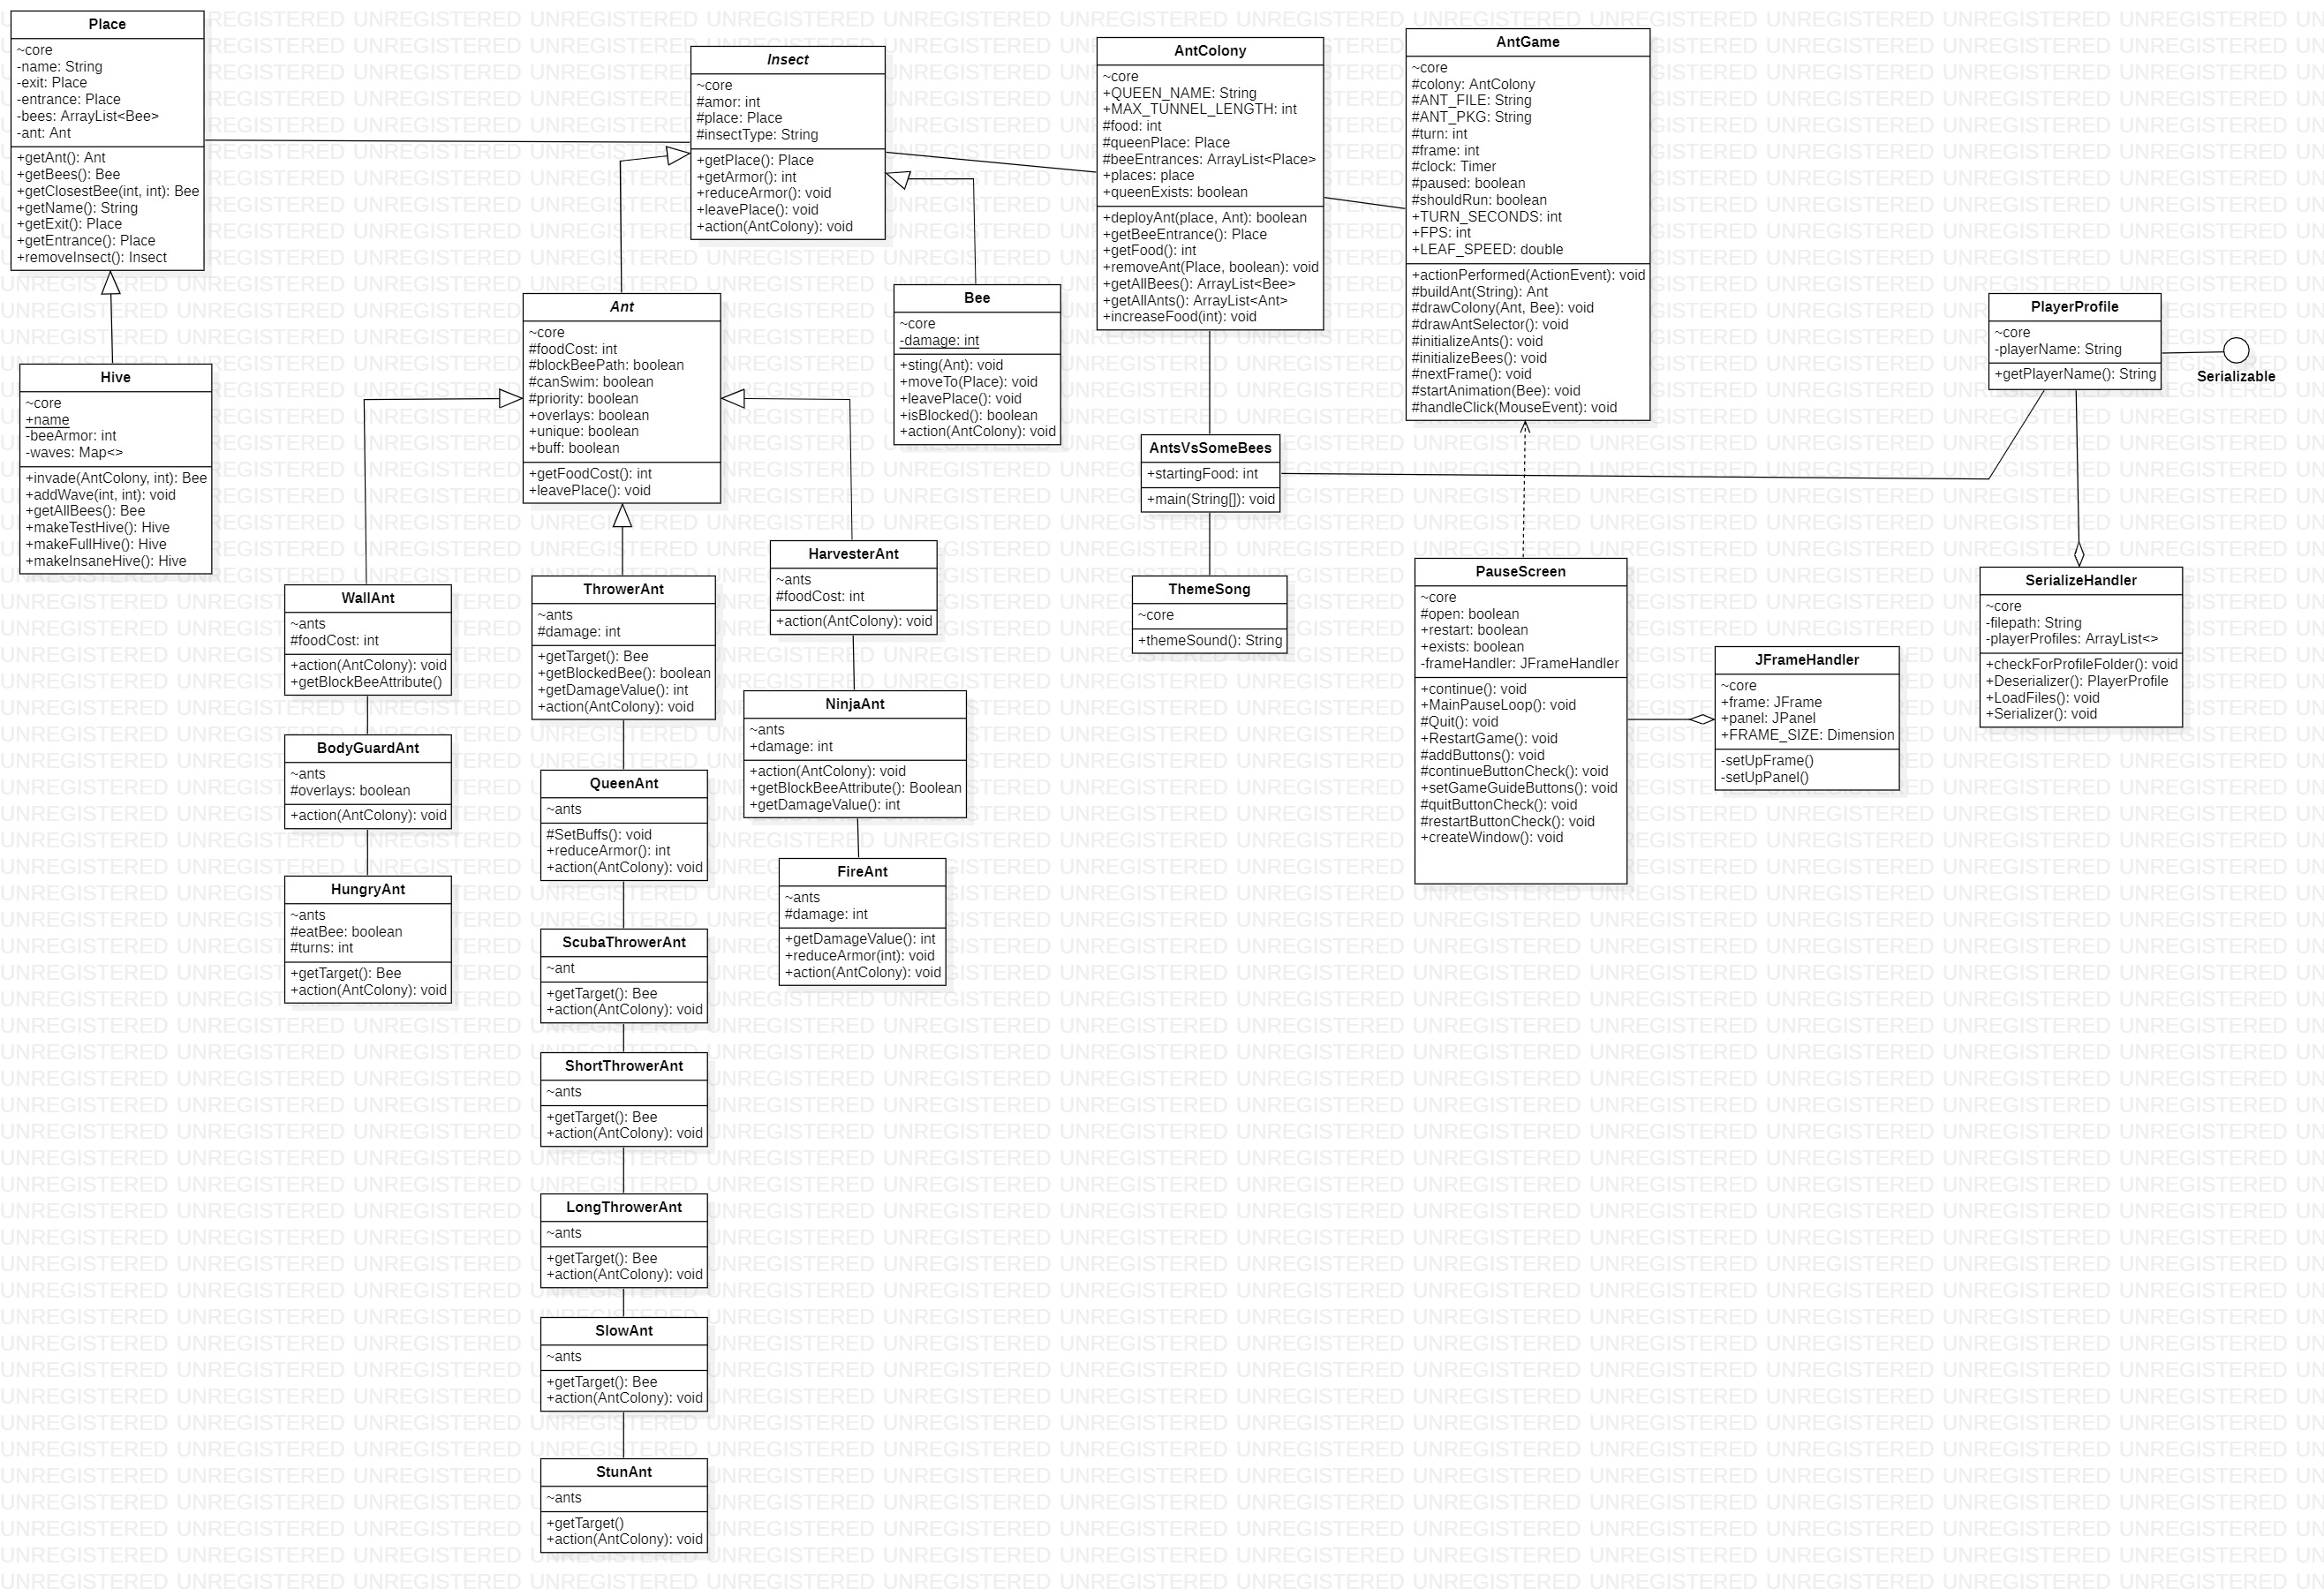 Place
~core
-name: String
-exit: Place
-entrance: Place
-bees: ArrayList<Bee>
-ant: Ant
+getAnt(): Ant
+getBees(): Bee
+getClosestBee(int, int): Bee
+getName(): String
+getExit(): Place
+getEntrance(): Place
+removeInsect(): Insect
Hive
~core
+name
-beeArmor: int
-waves: Map<>
+invade(AntColony, int): Bee
+addWave(int, int): void
+getAllBees(): Bee
+makeTestHive(): Hive
+makeFullHive(): Hive
+makeInsaneHive(): Hive
Insect
~core
#amor: int
#place: Place
#insectType: String
+getPlace(): Place
+getArmor(): int
+reduceArmor(): void
+leavePlace(): void
+action(AntColony): void
Ant
~core
#foodCost: int
#blockBeePath: boolean
#canSwim: boolean
#priority: boolean
+overlays: boolean
+unique: boolean
+buff: boolean
+getFoodCost(): int
+leavePlace(): void
Bee
~core
-damage: int
+sting(Ant): void
+moveTo(Place): void
+leavePlace(): void
+isBlocked(): boolean
+action(AntColony): void
WallAnt
~ants
#foodCost: int
+action(AntColony): void
+getBlockBeeAttribute()
BodyGuardAnt
~ants
#overlays: boolean
+action(AntColony): void
HungryAnt
~ants
#eatBee: boolean
#turns: int
+getTarget(): Bee
+action(AntColony): void
ThrowerAnt
~ants
#damage: int
+getTarget(): Bee
+getBlockedBee(): boolean
+getDamageValue(): int
+action(AntColony): void
QueenAnt
~ants
#SetBuffs(): void
+reduceArmor(): int
+action(AntColony): void
ScubaThrowerAnt
~ant
+getTarget(): Bee
+action(AntColony): void
ShortThrowerAnt
~ants
+getTarget(): Bee
+action(AntColony): void
LongThrowerAnt
~ants
+getTarget(): Bee
+action(AntColony): void
SlowAnt
~ants
+getTarget(): Bee
+action(AntColony): void
StunAnt
~ants
+getTarget()
+action(AntColony): void
HarvesterAnt
~ants
#foodCost: int
+action(AntColony): void
NinjaAnt
~ants
+damage: int
+action(AntColony): void
+getBlockBeeAttribute(): Boolean
+getDamageValue(): int
FireAnt
~ants
#damage: int
+getDamageValue(): int
+reduceArmor(int): void
+action(AntColony): void
AntColony
~core
+QUEEN_NAME: String
+MAX_TUNNEL_LENGTH: int
#food: int
#queenPlace: Place
#beeEntrances: ArrayList<Place>
+places: place
+queenExists: boolean
+deployAnt(place, Ant): boolean
+getBeeEntrance(): Place
+getFood(): int
+removeAnt(Place, boolean): void
+getAllBees(): ArrayList<Bee>
+getAllAnts(): ArrayList<Ant>
+increaseFood(int): void
AntsVsSomeBees
+startingFood: int
+main(String[]): void
ThemeSong
~core
+themeSound(): String
AntGame
~core
#colony: AntColony
#ANT_FILE: String
#ANT_PKG: String
#turn: int
#frame: int
#clock: Timer
#paused: boolean
#shouldRun: boolean
+TURN_SECONDS: int
+FPS: int
+LEAF_SPEED: double
+actionPerformed(ActionEvent): void
#buildAnt(String): Ant
#drawColony(Ant, Bee): void
#drawAntSelector(): void
#initializeAnts(): void
#initializeBees(): void
#nextFrame(): void
#startAnimation(Bee): void
#handleClick(MouseEvent): void
PauseScreen
~core
#open: boolean
+restart: boolean
+exists: boolean
-frameHandler: JFrameHandler
+continue(): void
+MainPauseLoop(): void
#Quit(): void
+RestartGame(): void
#addButtons(): void
#continueButtonCheck(): void
+setGameGuideButtons(): void
#quitButtonCheck(): void
#restartButtonCheck(): void
+createWindow(): void
JFrameHandler
~core
+frame: JFrame
+panel: JPanel
+FRAME_SIZE: Dimension
-setUpFrame()
-setUpPanel()
PlayerProfile
~core
-playerName: String
+getPlayerName(): String
Serializable
SerializeHandler
~core
-filepath: String
-playerProfiles: ArrayList<>
+checkForProfileFolder(): void
+Deserializer(): PlayerProfile
+LoadFiles(): void
+Serializer(): void
UNREGISTERED